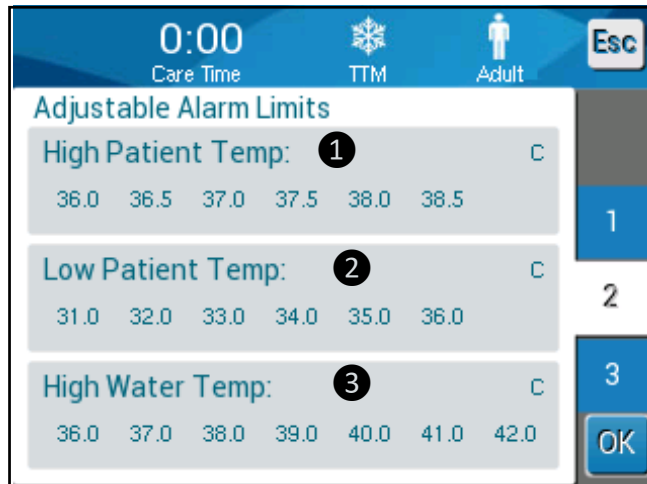 0:00
Care Time
TTM
Adult
Esc
Adjustable Alarm Limits
High Patient Temp: ❶ C
36.0 36.5 37.0 37.5 38.0 38.5
Low Patient Temp: ❷ C
31.0 32.0 33.0 34.0 35.0 36.0
High Water Temp: ❸ C
36.0 37.0 38.0 39.0 40.0 41.0 42.0
1
2
3
OK